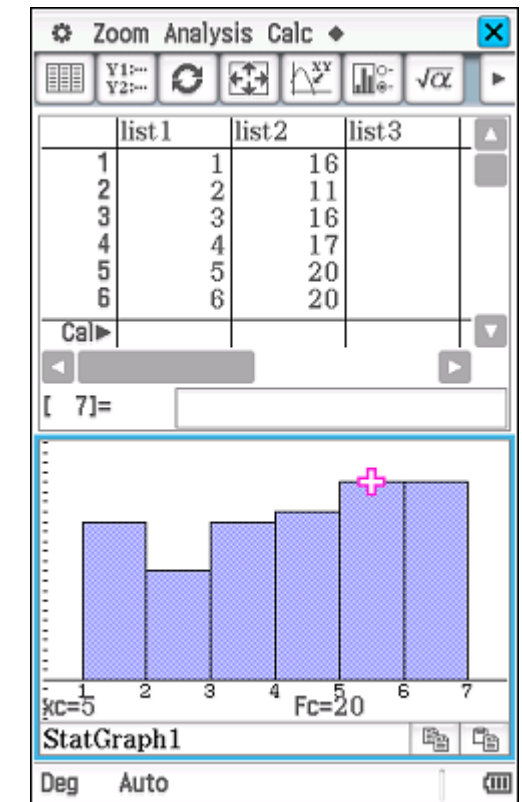 Zoom Analysis Calc ◆
Y1:··· Y2:··· XY √α
list1 list2 list3
1 1 16
2 2 11
3 3 16
4 4 17
5 5 20
6 6 20
Cal▶
[ 7]=
1 2 3 4 5 6 7
xc=5 Fc=20
StatGraph1
Deg Auto